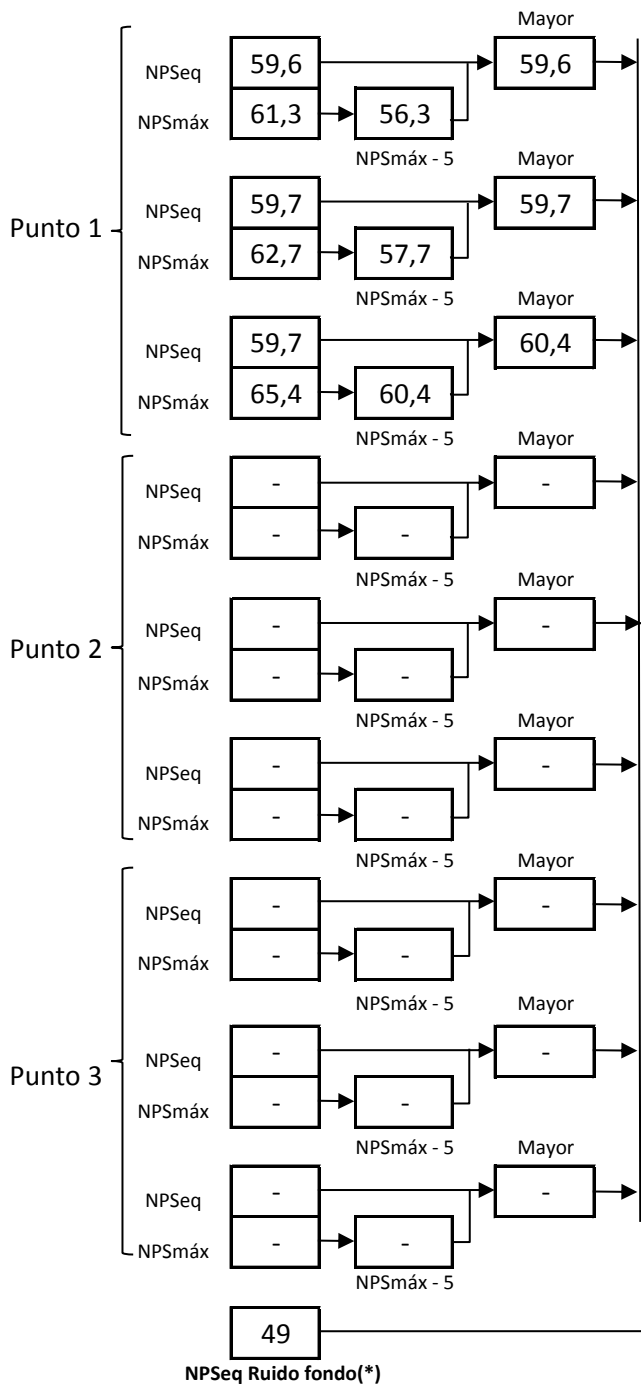 Mayor
NPSeq 59,6 59,6
NPSmáx 61,3 56,3
NPSmáx - 5
Mayor
Punto 1
NPSeq 59,7 59,7
NPSmáx 62,7 57,7
NPSmáx - 5
Mayor
NPSeq 59,7 60,4
NPSmáx 65,4 60,4
NPSmáx - 5
Mayor
NPSeq - -
NPSmáx - -
NPSmáx - 5
Mayor
Punto 2
NPSeq - -
NPSmáx - -
NPSmáx - 5
Mayor
NPSeq - -
NPSmáx - -
NPSmáx - 5
Mayor
NPSeq - -
NPSmáx - -
NPSmáx - 5
Mayor
Punto 3
NPSeq - -
NPSmáx - -
NPSmáx - 5
Mayor
NPSeq - -
NPSmáx - -
NPSmáx - 5
49
NPSeq Ruido fondo(*)